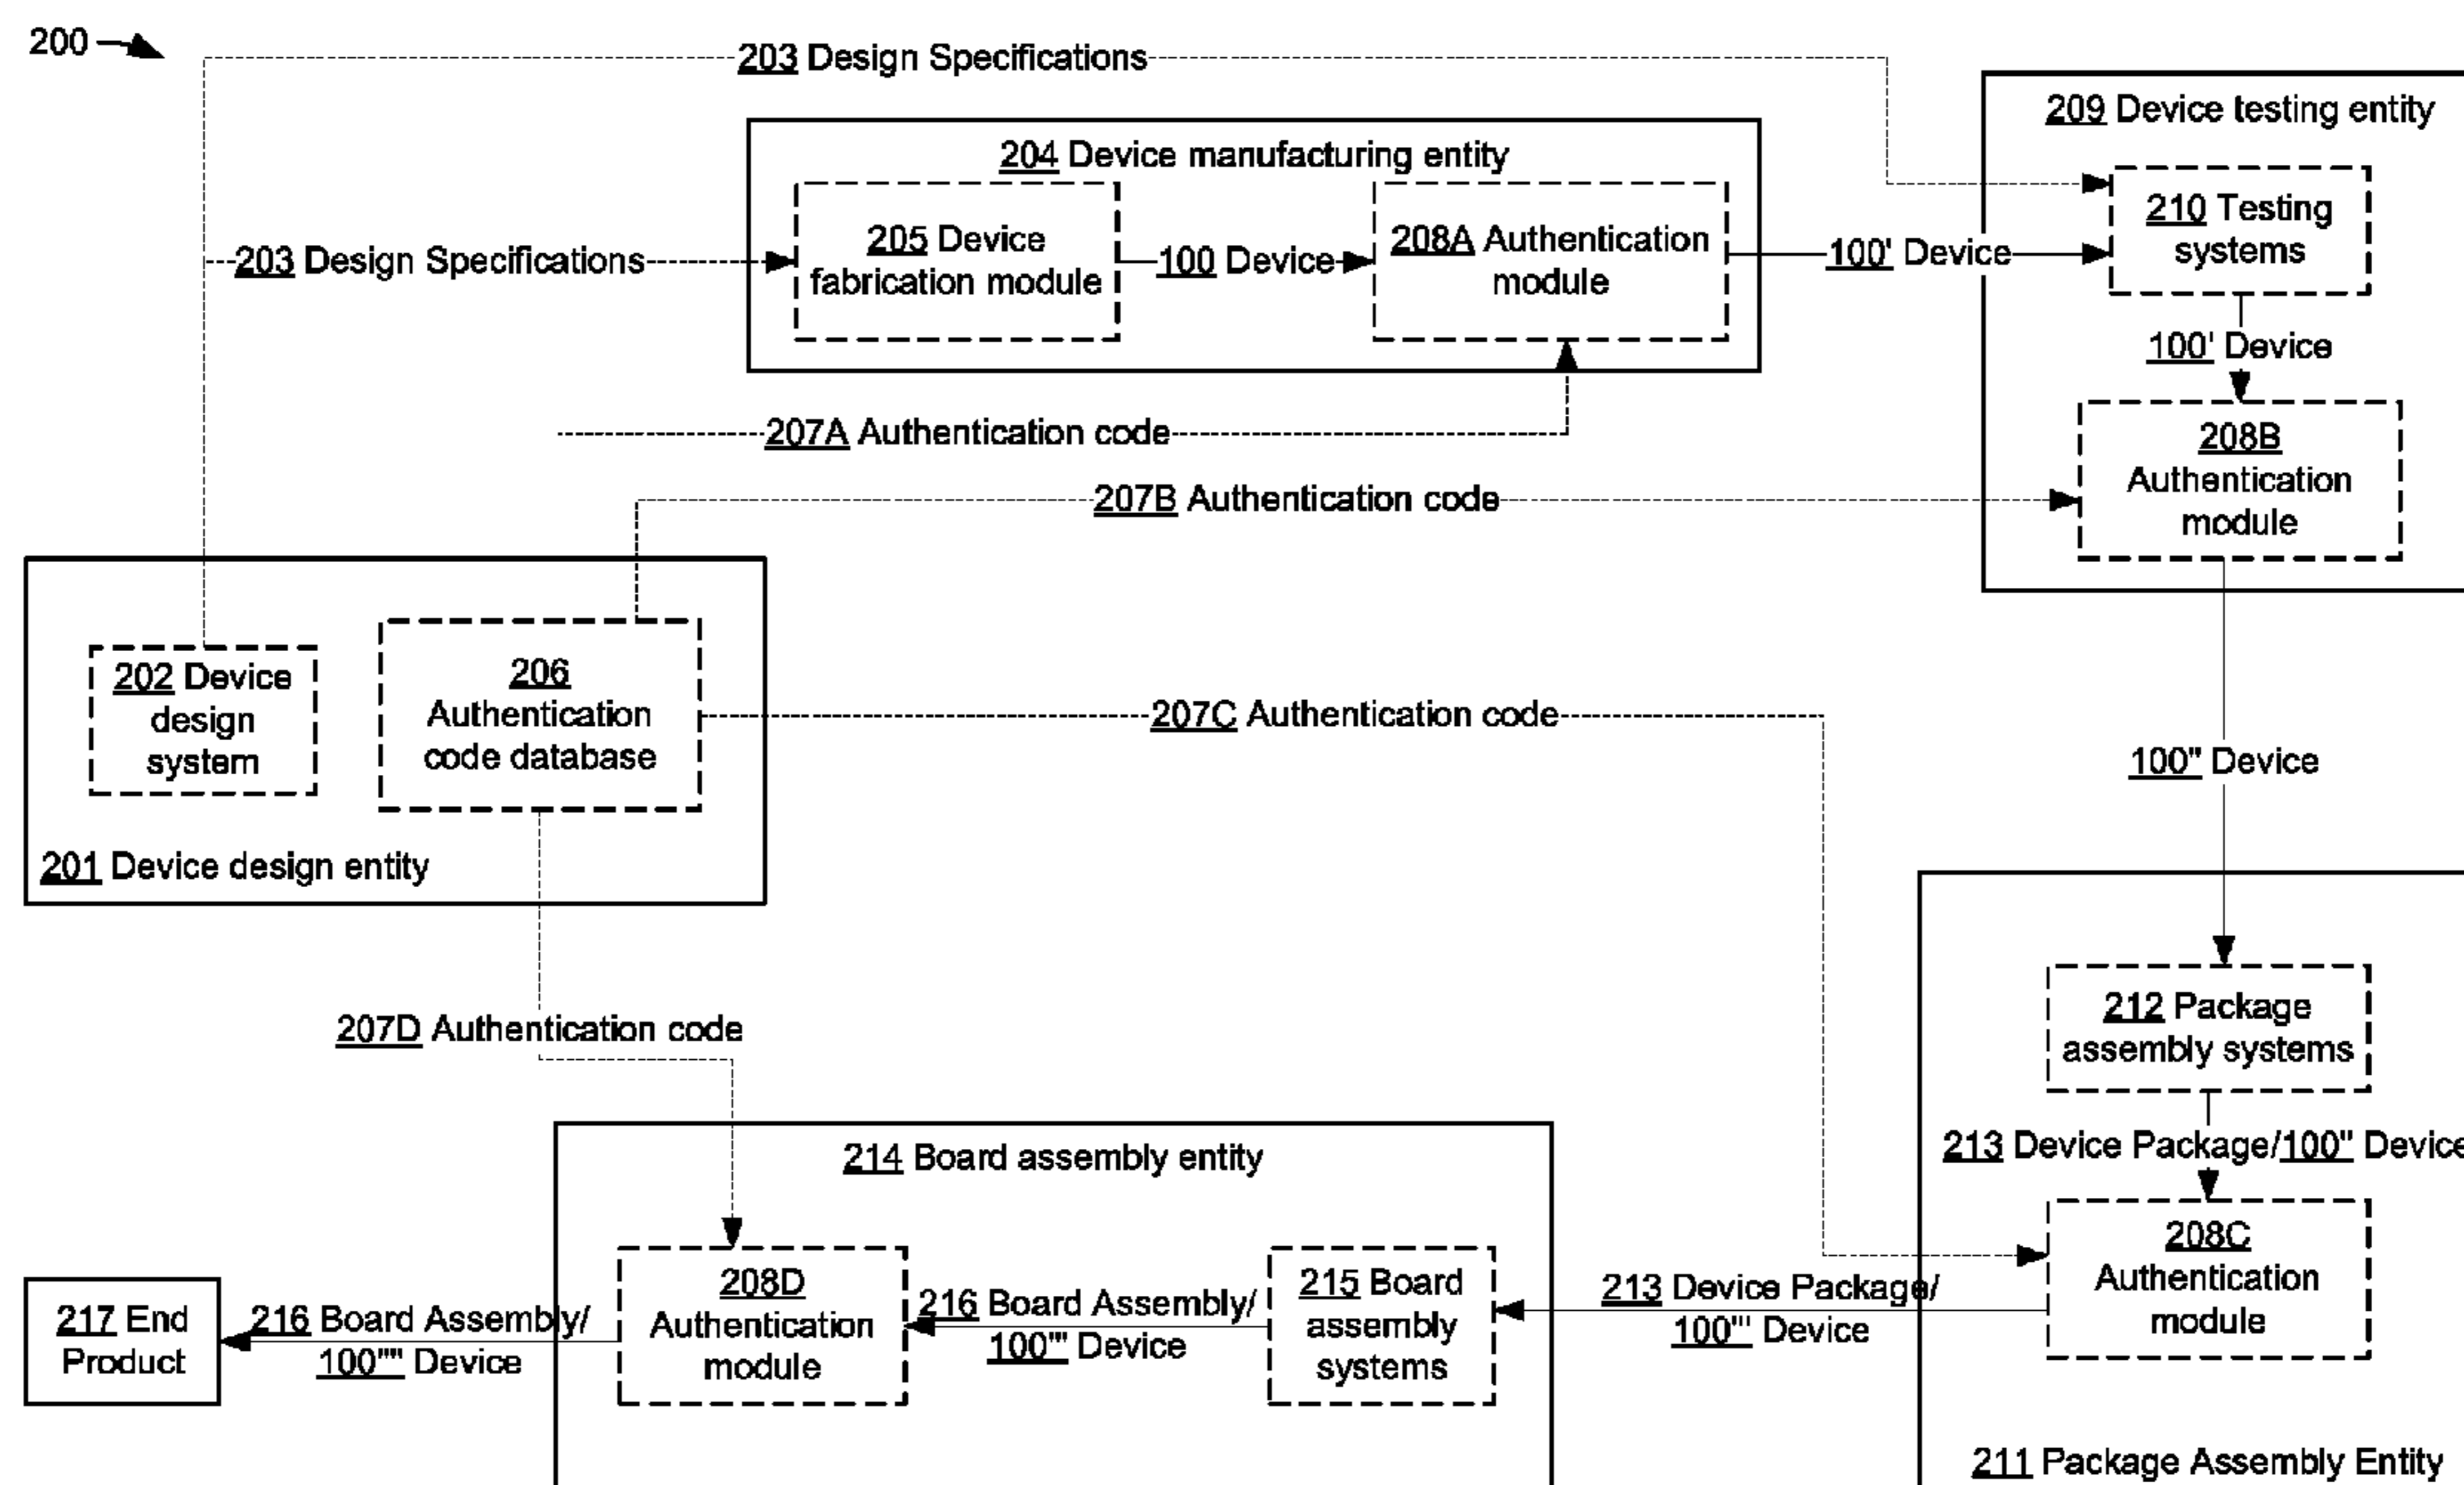 200
203 Design Specifications
209 Device testing entity
204 Device manufacturing entity
210 Testing
systems
203 Design Specifications
205 Device
fabrication module
100 Device
208A Authentication
module
100' Device
100' Device
207A Authentication code
208B
Authentication
module
207B Authentication code
202 Device
design
system
206
Authentication
code database
207C Authentication code
100" Device
201 Device design entity
212 Package
assembly systems
207D Authentication code
213 Device Package/100" Device
214 Board assembly entity
208C
Authentication
module
217 End
Product
216 Board Assembly/
100"" Device
208D
Authentication
module
216 Board Assembly/
100"' Device
215 Board
assembly
systems
213 Device Package/
100"' Device
211 Package Assembly Entity